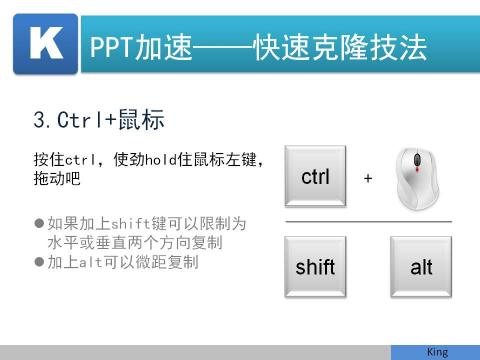 K
PPT加速——快速克隆技法
3.Ctrl+鼠标
按住ctrl，使劲hold住鼠标左键，
拖动吧
ctrl
+
●如果加上shift键可以限制为
水平或垂直两个方向复制
●加上alt可以微距复制
shift
alt
King